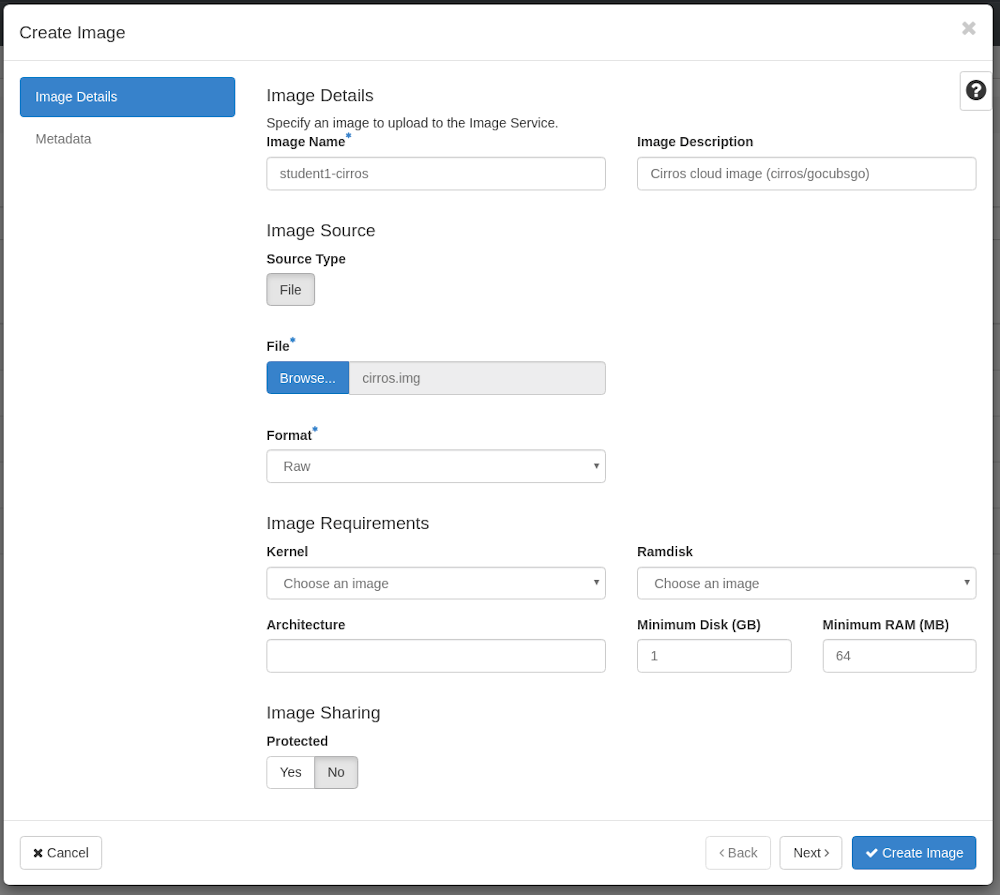 Create Image
×
Image Details
Metadata
?
Image Details
Specify an image to upload to the Image Service.
Image Name*
Image Description
student1-cirros
Cirros cloud image (cirros/gocubsgo)
Image Source
Source Type
File
File*
Browse...
cirros.img
Format*
Raw
Image Requirements
Kernel
Ramdisk
Choose an image
Choose an image
Architecture
Minimum Disk (GB)
Minimum RAM (MB)
1
64
Image Sharing
Protected
Yes
No
× Cancel
‹ Back
Next ›
✔ Create Image